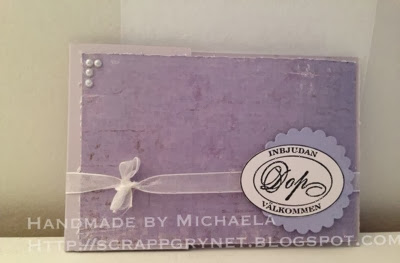 INBJUDAN
Dop
VÄLKOMMEN
Handmade by Michaela
Http://scrappgrynet.blogspot.com